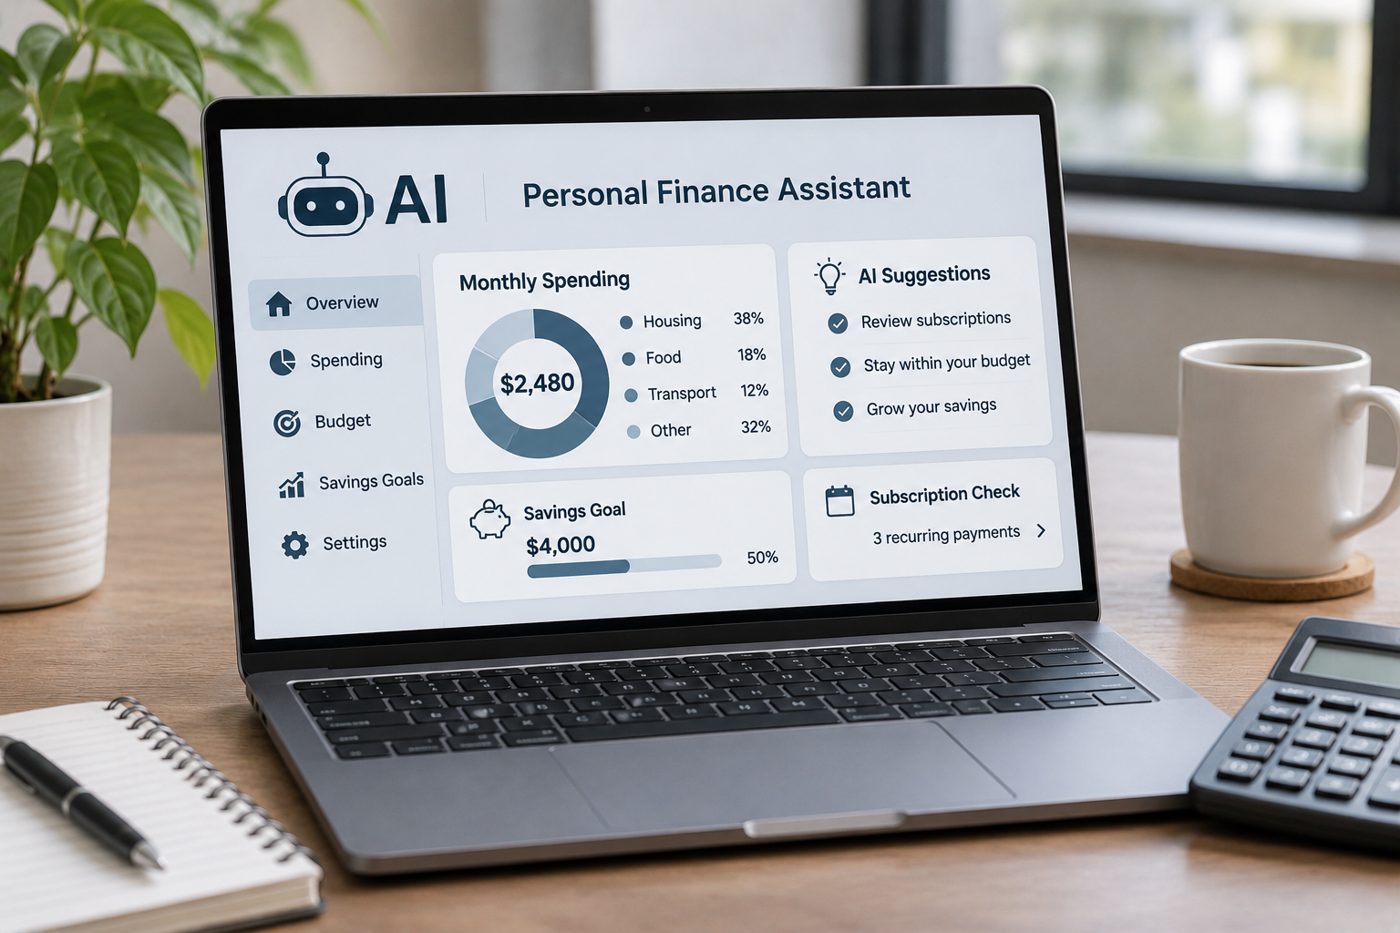 AI
Personal Finance Assistant
Overview
Spending
Budget
Savings Goals
Settings
Monthly Spending
$2,480
Housing 38%
Food 18%
Transport 12%
Other 32%
AI Suggestions
Review subscriptions
Stay within your budget
Grow your savings
Savings Goal
$4,000
50%
Subscription Check
3 recurring payments